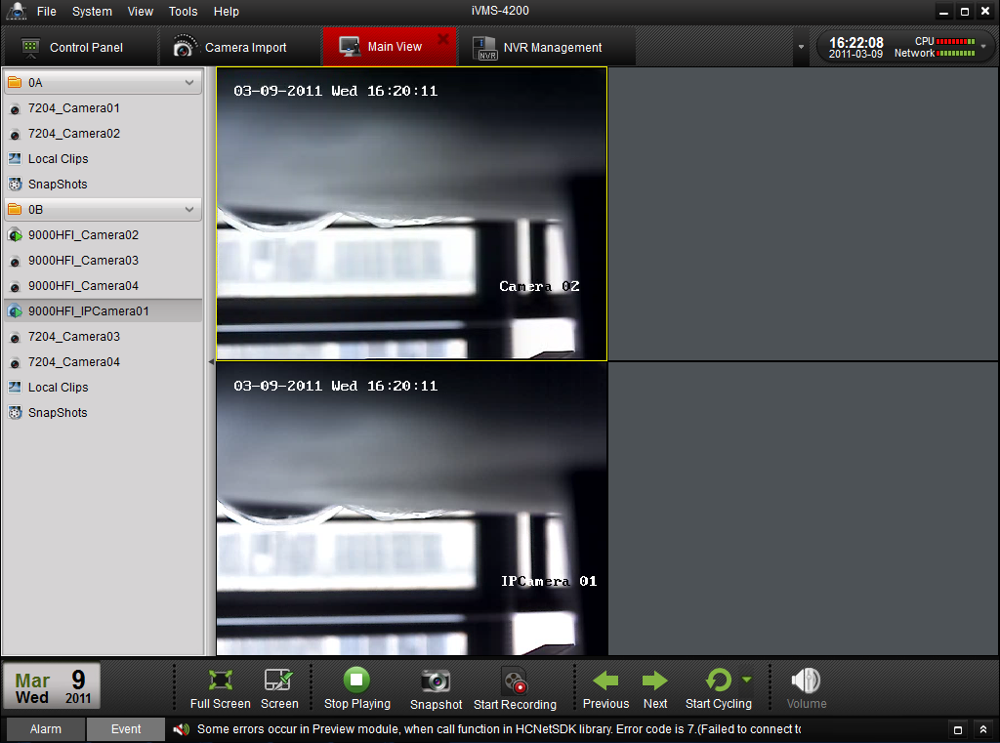 File System View Tools Help iVMS-4200
Control Panel Camera Import Main View NVR NVR Management
16:22:08 CPU
2011-03-09 Network
0A
7204_Camera01
7204_Camera02
Local Clips
SnapShots
0B
9000HFI_Camera02
9000HFI_Camera03
9000HFI_Camera04
9000HFI_IPCamera01
7204_Camera03
7204_Camera04
Local Clips
SnapShots
03-09-2011 Wed 16:20:11
Camera 02
03-09-2011 Wed 16:20:11
IPCamera 01
Mar 9
Wed 2011
Full Screen Screen Stop Playing Snapshot Start Recording Previous Next Start Cycling Volume
Alarm Event Some errors occur in Preview module, when call function in HCNetSDK library. Error code is 7.(Failed to connect to